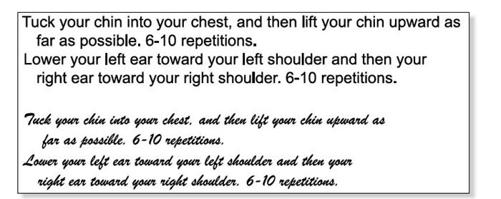 Tuck your chin into your chest, and then lift your chin upward as
far as possible. 6-10 repetitions.
Lower your left ear toward your left shoulder and then your
right ear toward your right shoulder. 6-10 repetitions.
Tuck your chin into your chest, and then lift your chin upward as
far as possible. 6-10 repetitions.
Lower your left ear toward your left shoulder and then your
right ear toward your right shoulder. 6-10 repetitions.